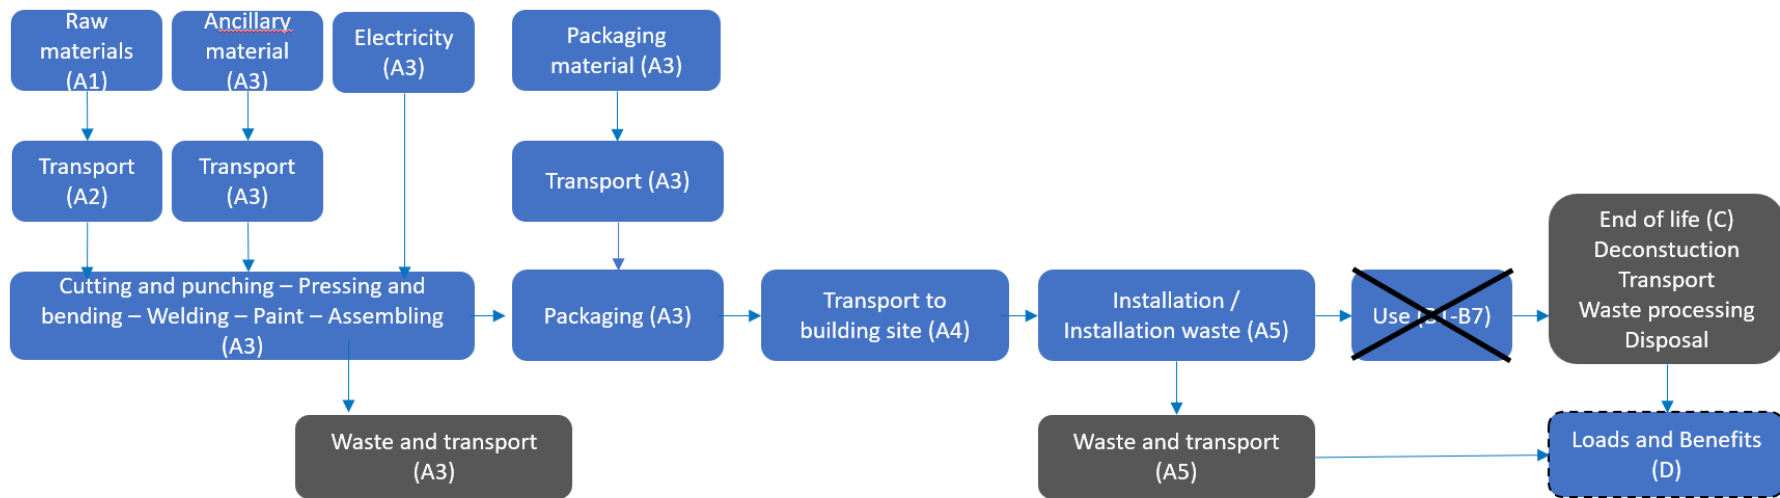 Raw
materials
(A1)
Ancillary
material
(A3)
Electricity
(A3)
Packaging
material (A3)
Transport
(A2)
Transport
(A3)
Transport (A3)
Cutting and punching – Pressing and
bending – Welding – Paint – Assembling
(A3)
Packaging (A3)
Transport to
building site (A4)
Installation /
Installation waste (A5)
Use (B1-B7)
End of life (C)
Deconstuction
Transport
Waste processing
Disposal
Waste and transport
(A3)
Waste and transport
(A5)
Loads and Benefits
(D)